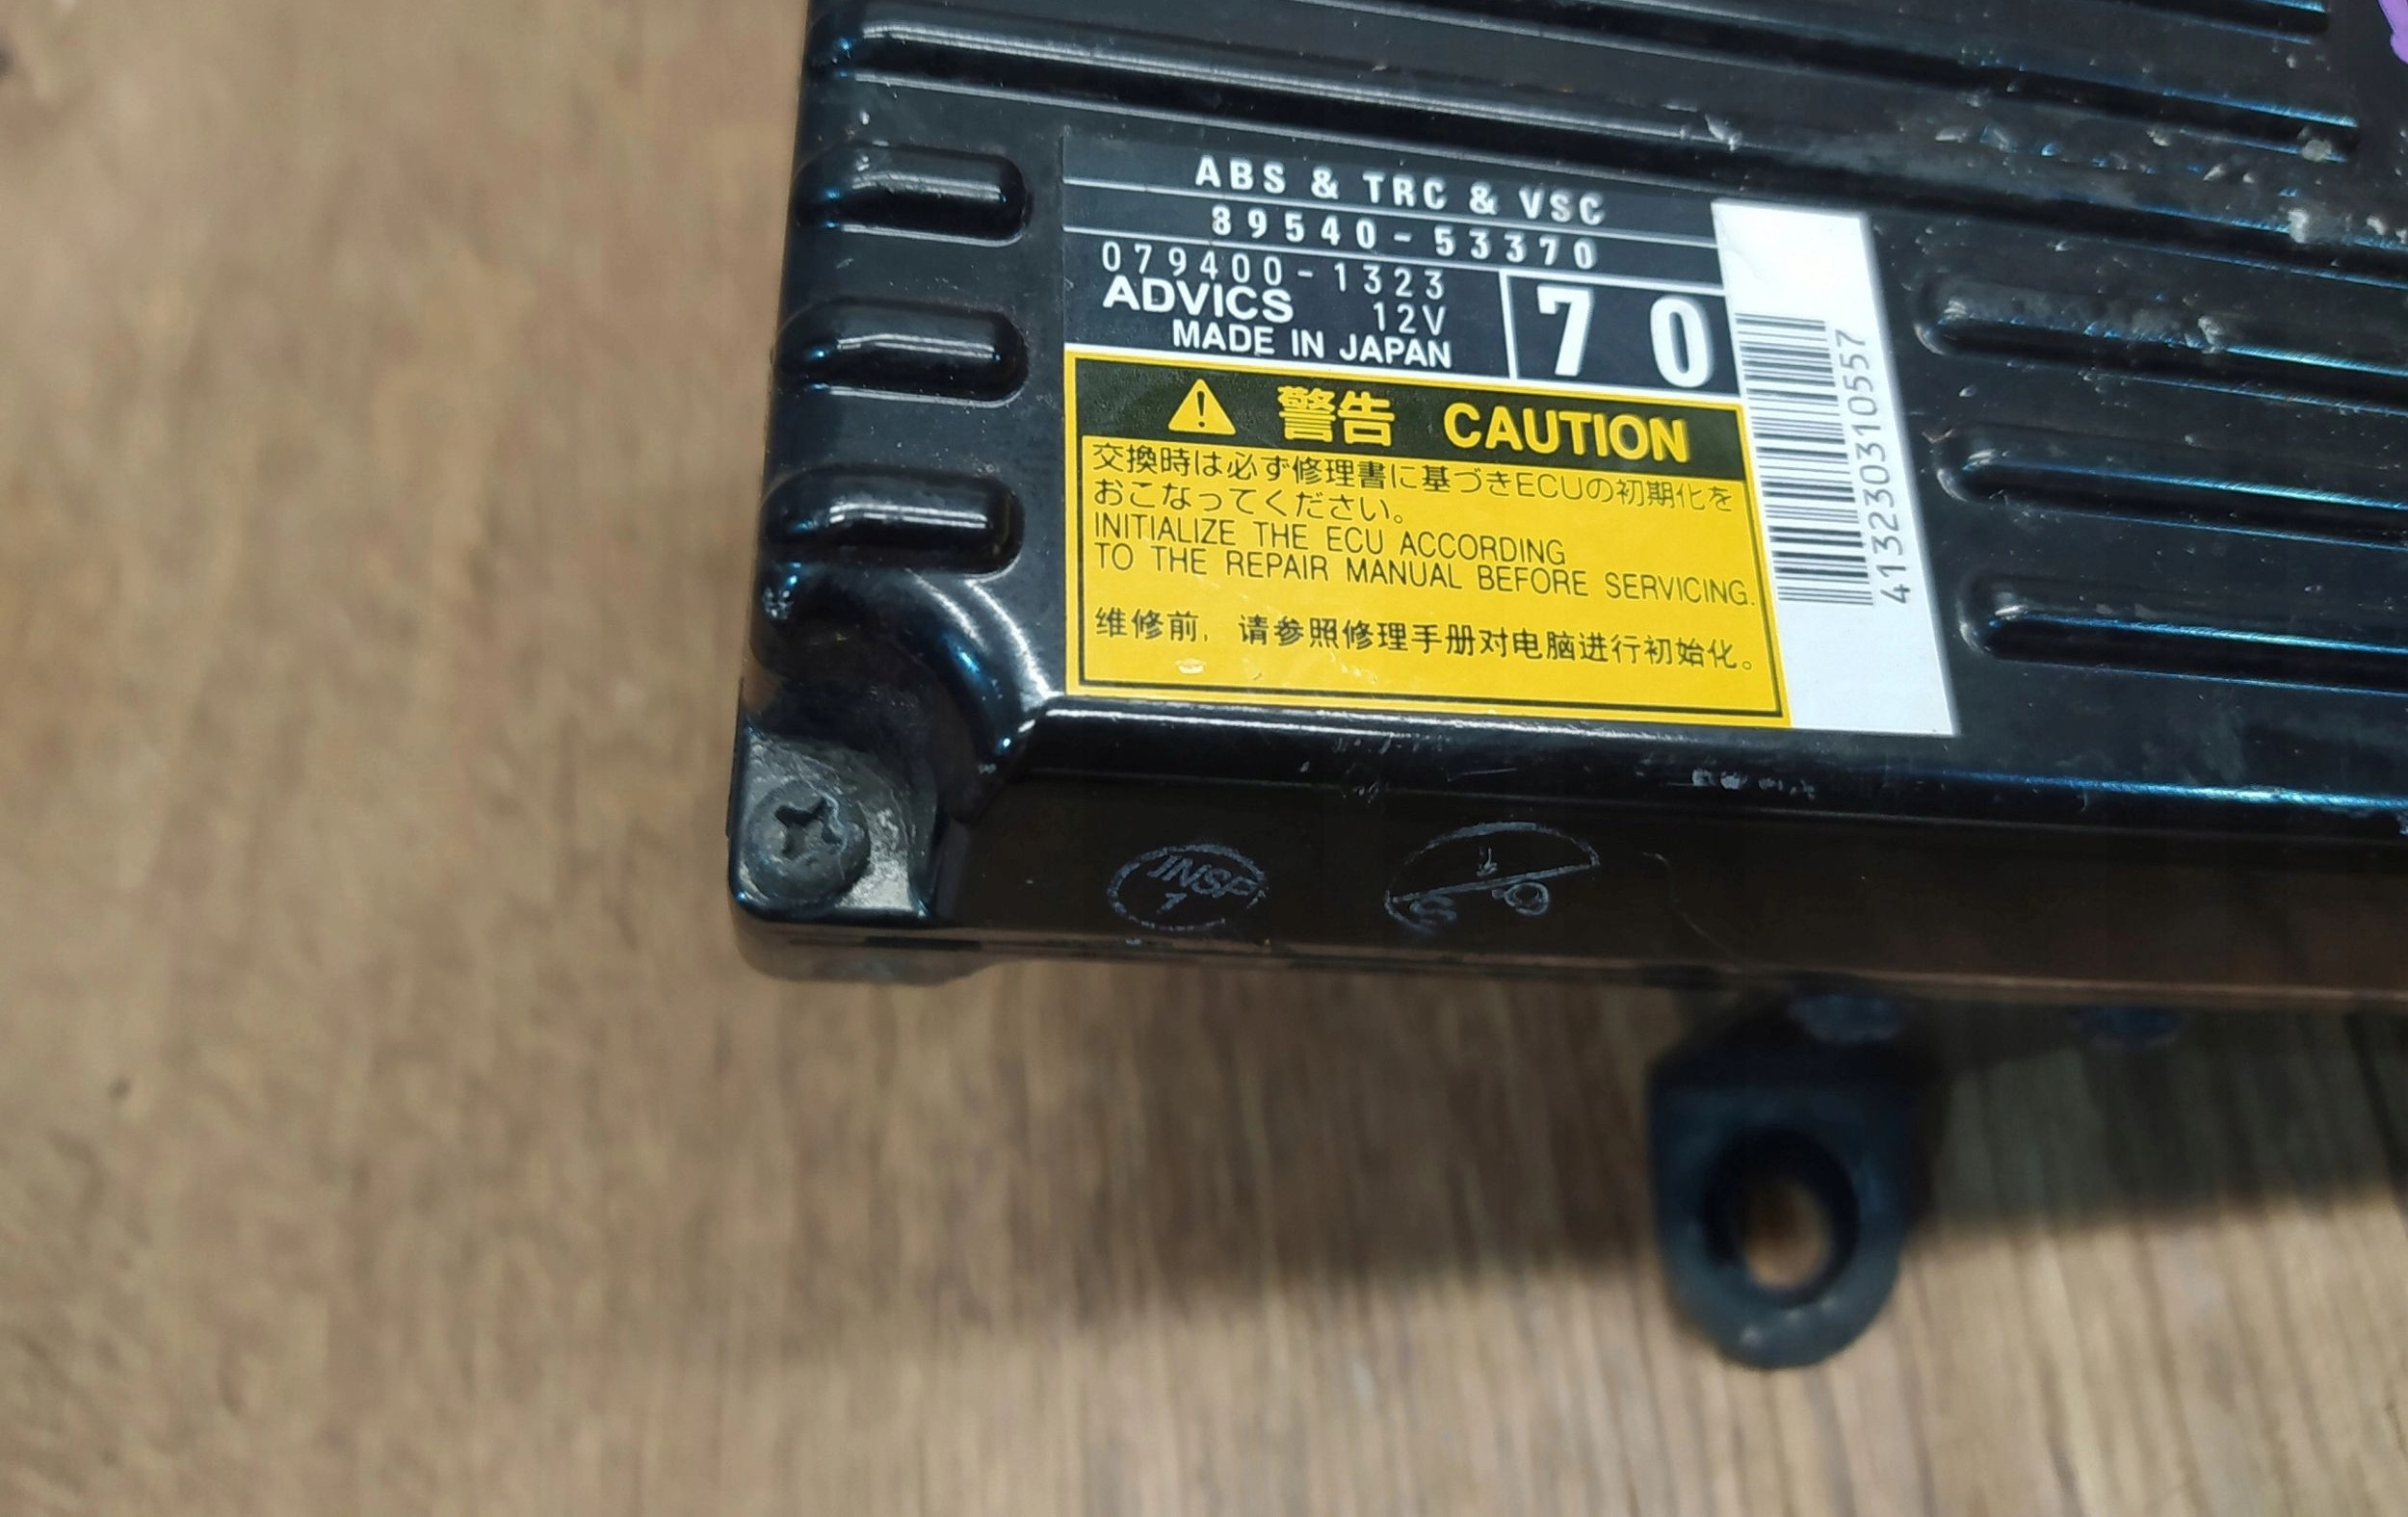 ABS & TRC & VSC
89540-53370
079400-1323
ADVICS 12V
MADE IN JAPAN
70
警告 CAUTION
交換時は必ず修理書に基づきECUの初期化を
おこなってください。
INITIALIZE THE ECU ACCORDING
TO THE REPAIR MANUAL BEFORE SERVICING.
维修前，请参照修理手册对电脑进行初始化。
413230310557
INSP
1